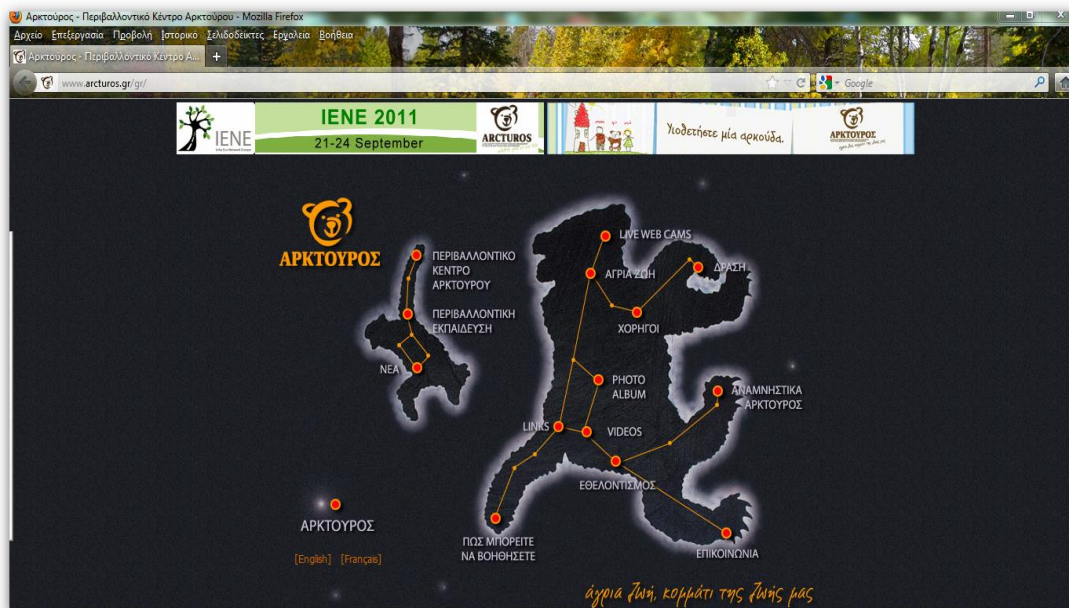 Αρκτούρος - Περιβαλλοντικό Κέντρο Αρκτούρου - Mozilla Firefox
Αρχείο Επεξεργασία Προβολή Ιστορικό Σελιδοδείκτες Εργαλεία Βοήθεια
Αρκτούρος - Περιβαλλοντικό Κέντρο Α...
www.arcturos.gr/gr/
Google
IENE
IENE 2011
21-24 September
ARCTUROS
Υιοθετήστε μία αρκούδα.
ΑΡΚΤΟΥΡΟΣ
ΑΡΚΤΟΥΡΟΣ
ΠΕΡΙΒΑΛΛΟΝΤΙΚΟ
ΚΕΝΤΡΟ
ΑΡΚΤΟΥΡΟΥ
ΠΕΡΙΒΑΛΛΟΝΤΙΚΗ
ΕΚΠΑΙΔΕΥΣΗ
ΝΕΑ
LIVE WEB CAMS
ΑΓΡΙΑ ΖΩΗ
ΔΡΑΣΗ
ΧΟΡΗΓΟΙ
PHOTO
ALBUM
ΑΝΑΜΝΗΣΤΙΚΑ
ΑΡΚΤΟΥΡΟΣ
LINKS
VIDEOS
ΕΘΕΛΟΝΤΙΣΜΟΣ
ΠΩΣ ΜΠΟΡΕΙΤΕ
ΝΑ ΒΟΗΘΗΣΕΤΕ
ΕΠΙΚΟΙΝΩΝΙΑ
ΑΡΚΤΟΥΡΟΣ
[English] [Français]
άγρια ζωή, κομμάτι της ζωής μας